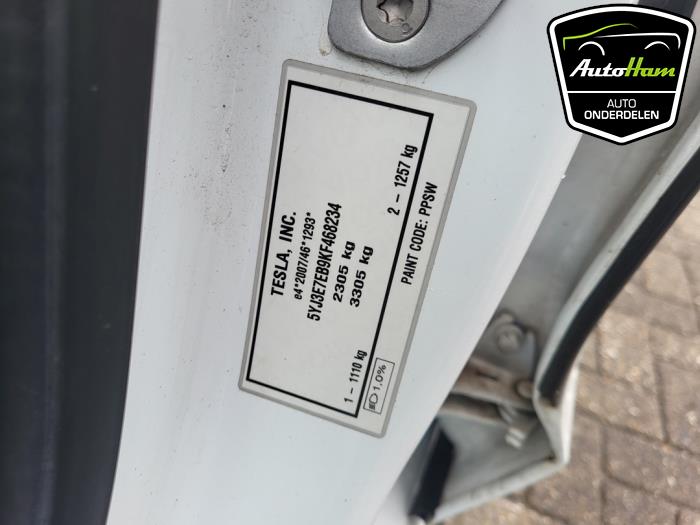 TESLA, INC.
e4*2007/46*1293*
5YJ3E7EB9KF468234
2305 kg
3305 kg
1 - 1110 kg
2 - 1257 kg
1.0%
PAINT CODE: PPSW
AutoHam
AUTO
ONDERDELEN